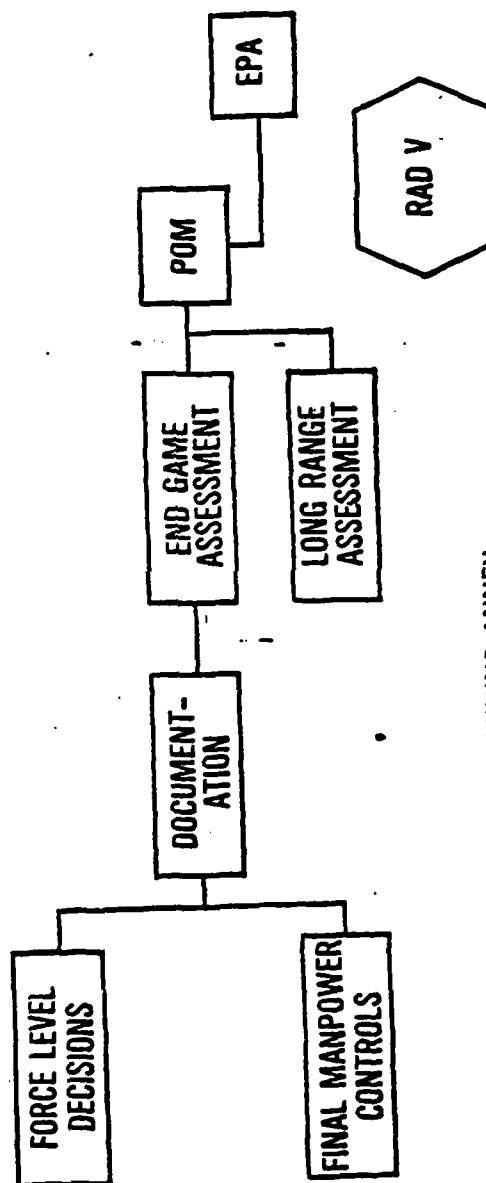 FORCE LEVEL
DECISIONS
FINAL MANPOWER
CONTROLS
DOCUMENT-
ATION
END GAME
ASSESSMENT
LONG RANGE
ASSESSMENT
POM
EPA
RAD V